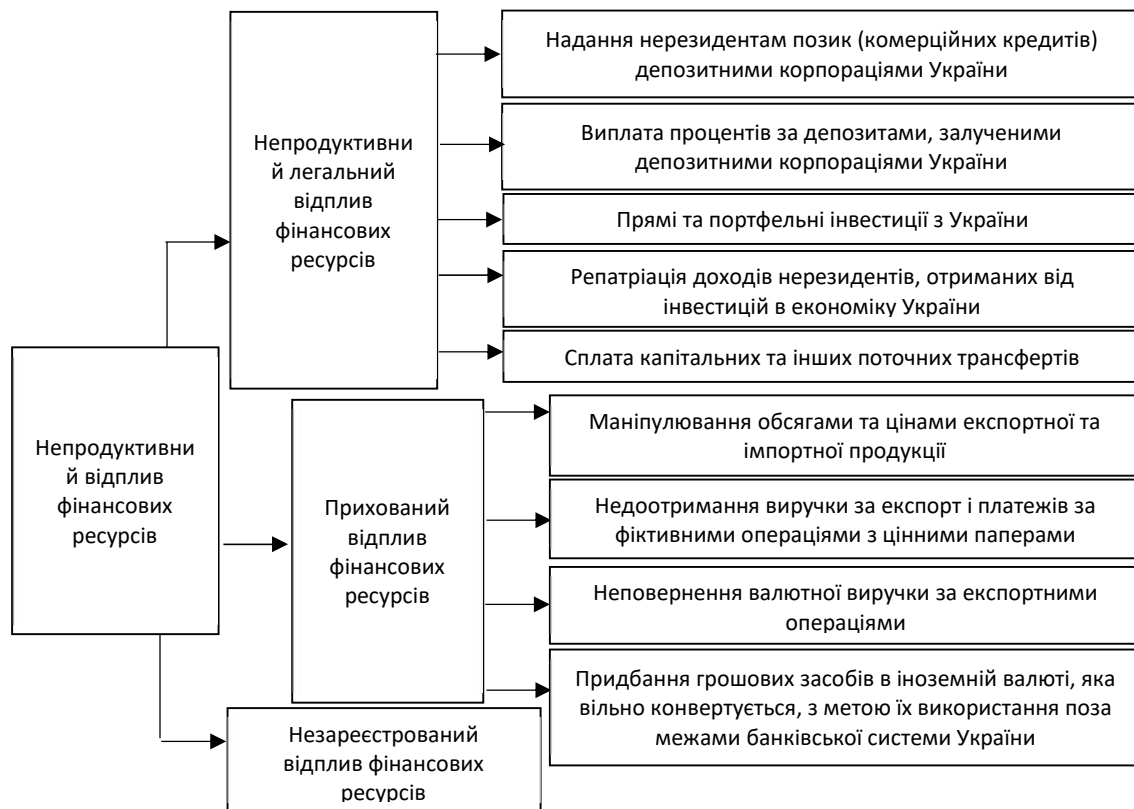 Надання нерезидентам позик (комерційних кредитів)
депозитними корпораціями України
Виплата процентів за депозитами, залученими
депозитними корпораціями України
Непродуктивни
й легальний
відплив
фінансових
ресурсів
Прямі та портфельні інвестиції з України
Репатріація доходів нерезидентів, отриманих від
інвестицій в економіку України
Сплата капітальних та інших поточних трансфертів
Непродуктивни
й відплив
фінансових
ресурсів
Маніпулювання обсягами та цінами експортної та
імпортної продукції
Прихований
відплив
фінансових
ресурсів
Недоотримання виручки за експорт і платежів за
фіктивними операціями з цінними паперами
Неповернення валютної виручки за експортними
операціями
Придбання грошових засобів в іноземній валюті, яка
вільно конвертується, з метою їх використання поза
межами банківської системи України
Незареєстрований
відплив фінансових
ресурсів